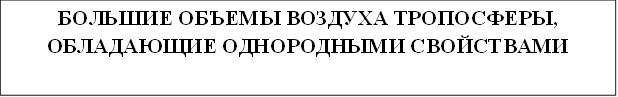 БОЛЬШИЕ ОБЪЕМЫ ВОЗДУХА ТРОПОСФЕРЫ,
ОБЛАДАЮЩИЕ ОДНОРОДНЫМИ СВОЙСТВАМИ